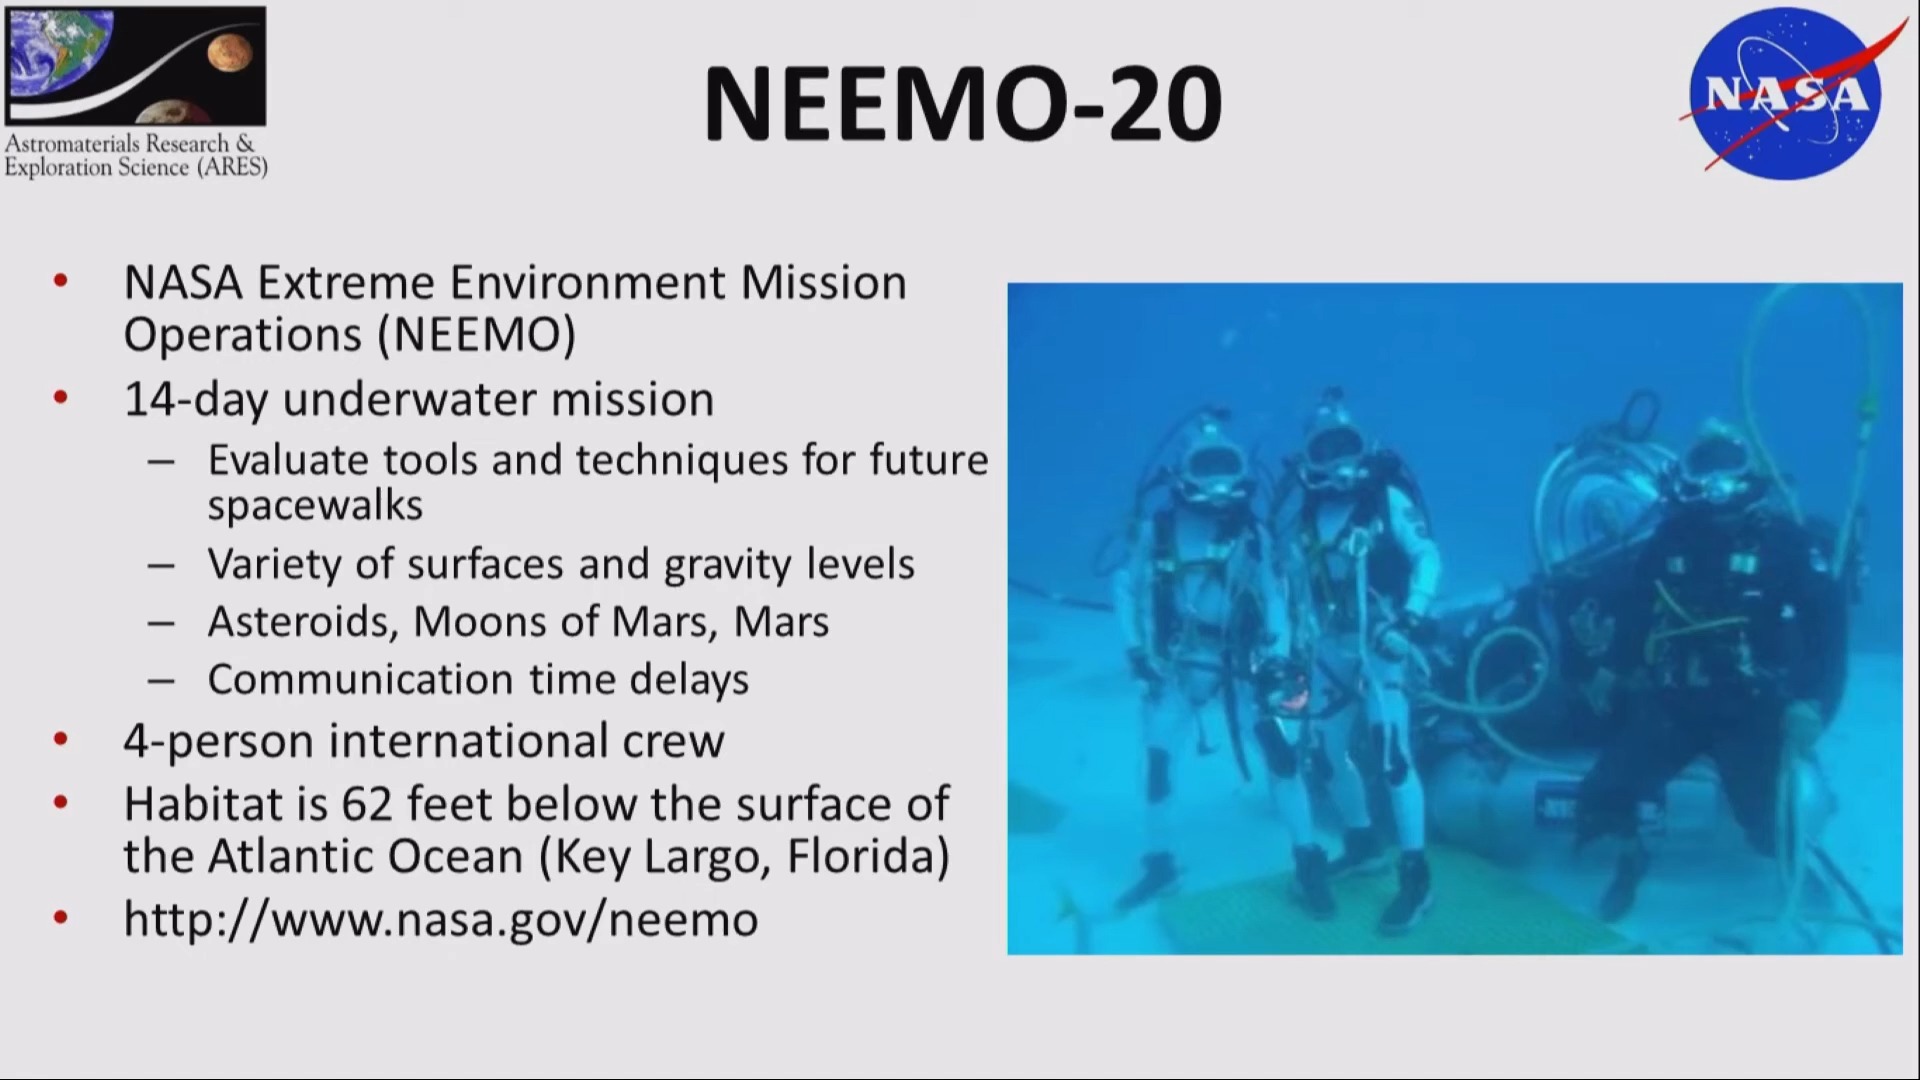 Astromaterials Research &
Exploration Science (ARES)
NEEMO-20
NASA
• NASA Extreme Environment Mission
Operations (NEEMO)
• 14-day underwater mission
– Evaluate tools and techniques for future
spacewalks
– Variety of surfaces and gravity levels
– Asteroids, Moons of Mars, Mars
– Communication time delays
• 4-person international crew
• Habitat is 62 feet below the surface of
the Atlantic Ocean (Key Largo, Florida)
• http://www.nasa.gov/neemo